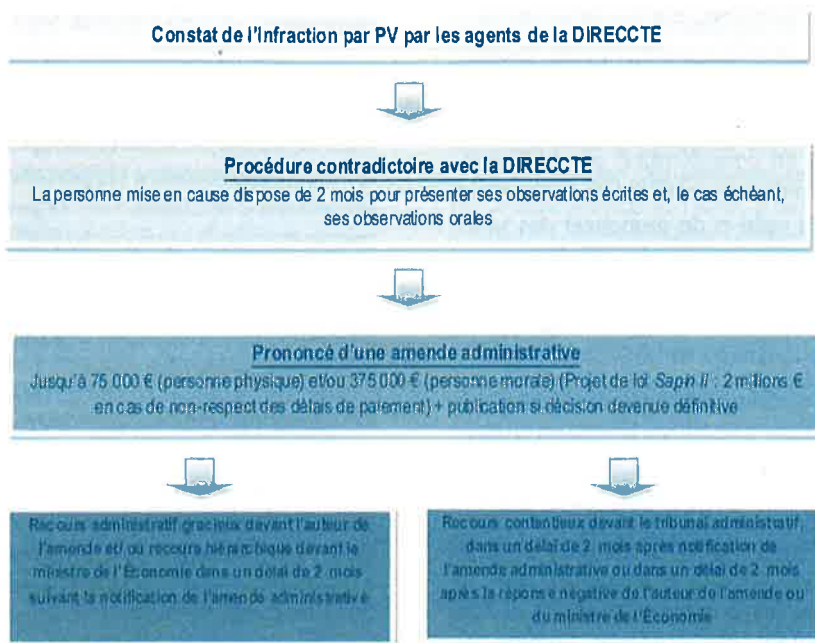 Constat de l'Infraction par PV par les agents de la DIRECCTE
Procédure contradictoire avec la DIRECCTE
La personne mise en cause dispose de 2 mois pour présenter ses observations écrites et, le cas échéant,
ses observations orales
Prononcé d'une amende administrative
Jusqu'à 75 000 € (personne physique) et/ou 375 000 € (personne morale) (Projet de loi Sapin II : 2 millions €
en cas de non-respect des délais de paiement) + publication si décision devenue définitive
Recours administratif gracieux devant l'auteur de
l'amende et/ ou recours hiérarchique devant le
ministre de l'Économie dans un délai de 2 mois
suivant la notification de l'amende administrative
Recours contentieux devant le tribunal administratif,
dans un délai de 2 mois après notification de
l'amende administrative ou dans un délai de 2 mois
après la réponse négative de l'auteur de l'amende ou
du ministre de l'Économie